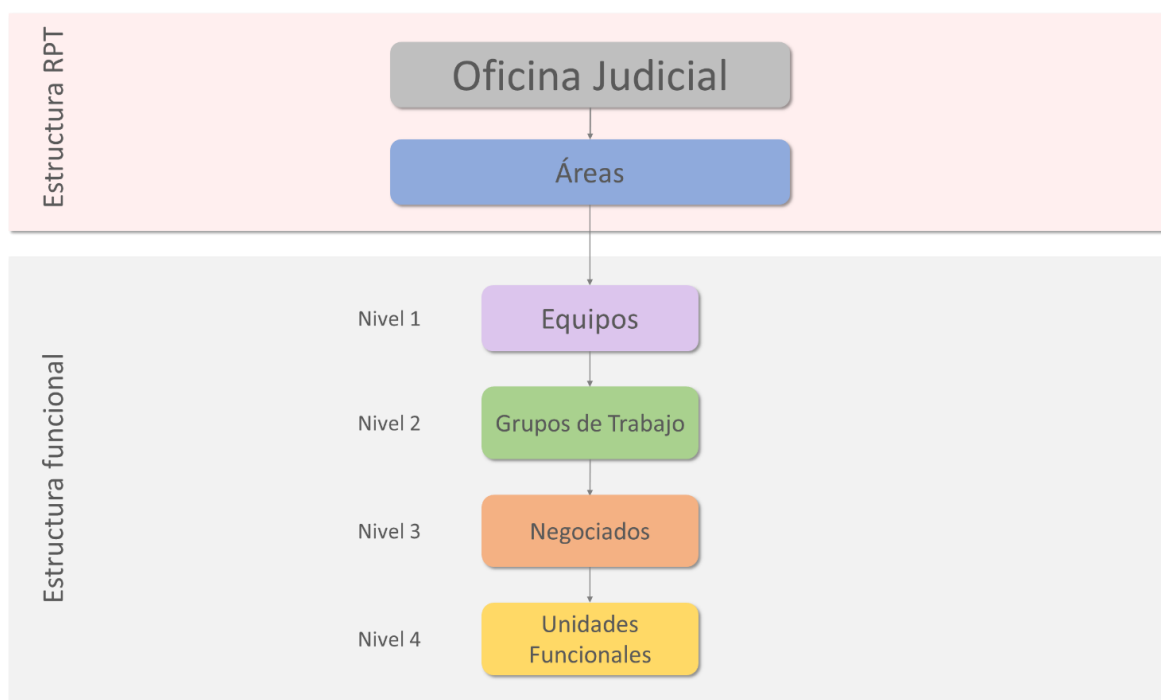 Estructura RPT
Oficina Judicial
Áreas
Estructura funcional
Nivel 1
Equipos
Nivel 2
Grupos de Trabajo
Nivel 3
Negociados
Nivel 4
Unidades
Funcionales